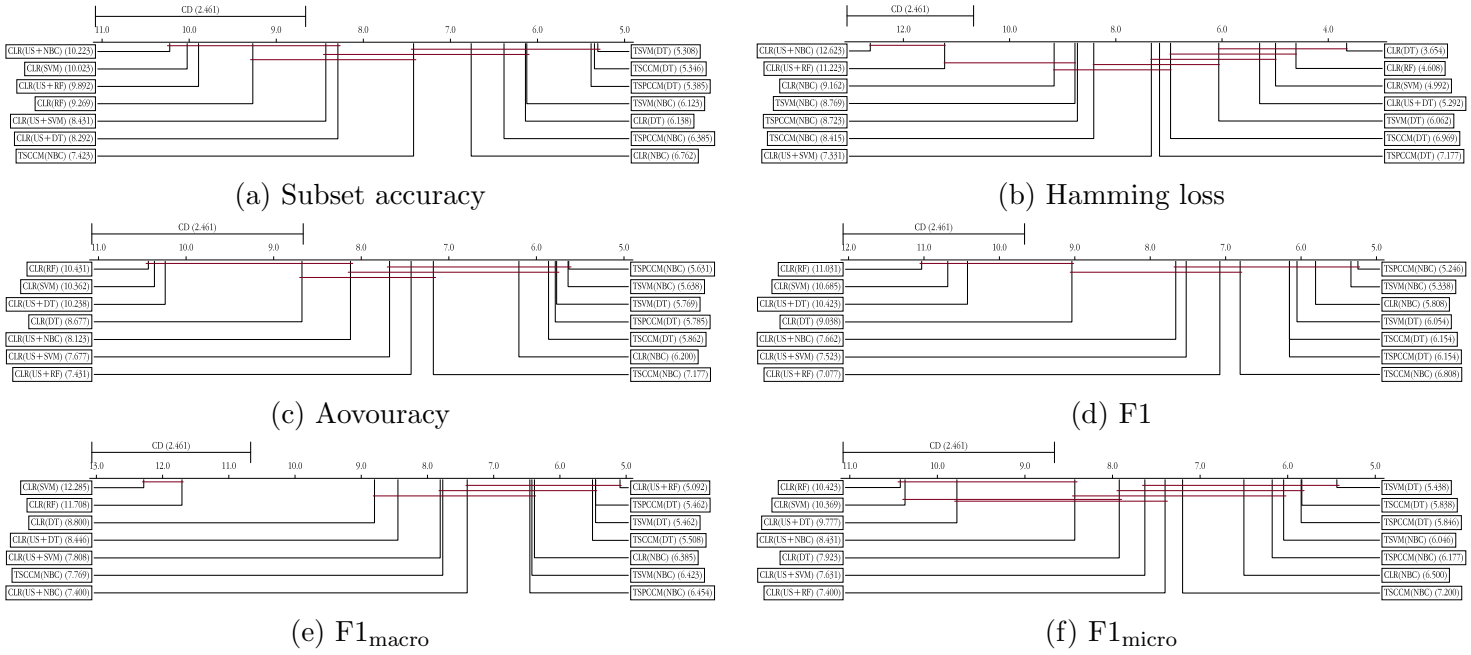 CD (2.461)
11.0 10.0 9.0 8.0 7.0 6.0 5.0
CLR(US+NBC) (10.223) TSVM(DT) (5.308)
CLR(SVM) (10.023) TSCCM(DT) (5.346)
CLR(US+RF) (9.892) TSPCCM(DT) (5.385)
CLR(RF) (9.269) TSVM(NBC) (6.123)
CLR(US+SVM) (8.431) CLR(DT) (6.138)
CLR(US+DT) (8.292) TSPCCM(NBC) (6.385)
TSCCM(NBC) (7.423) CLR(NBC) (6.762)
(a) Subset accuracy
CD (2.461)
12.0 10.0 8.0 6.0 4.0
CLR(US+NBC) (12.623) CLR(DT) (3.654)
CLR(US+RF) (11.223) CLR(RF) (4.608)
CLR(NBC) (9.162) CLR(SVM) (4.992)
TSVM(NBC) (8.769) CLR(US+DT) (5.292)
TSPCCM(NBC) (8.723) TSVM(DT) (6.062)
TSCCM(NBC) (8.415) TSCCM(DT) (6.969)
CLR(US+SVM) (7.331) TSPCCM(DT) (7.177)
(b) Hamming loss
CD (2.461)
11.0 10.0 9.0 8.0 7.0 6.0 5.0
CLR(RF) (10.431) TSPCCM(NBC) (5.631)
CLR(SVM) (10.362) TSVM(NBC) (5.638)
CLR(US+DT) (10.238) TSVM(DT) (5.769)
CLR(DT) (8.677) TSPCCM(DT) (5.785)
CLR(US+NBC) (8.123) TSCCM(DT) (5.862)
CLR(US+SVM) (7.677) CLR(NBC) (6.200)
CLR(US+RF) (7.431) TSCCM(NBC) (7.177)
(c) Aovouracy
CD (2.461)
12.0 11.0 10.0 9.0 8.0 7.0 6.0 5.0
CLR(RF) (11.031) TSPCCM(NBC) (5.246)
CLR(SVM) (10.685) TSVM(NBC) (5.338)
CLR(US+DT) (10.423) CLR(NBC) (5.808)
CLR(DT) (9.038) TSVM(DT) (6.054)
CLR(US+NBC) (7.662) TSCCM(DT) (6.154)
CLR(US+SVM) (7.523) TSPCCM(DT) (6.154)
CLR(US+RF) (7.077) TSCCM(NBC) (6.808)
(d) F1
CD (2.461)
13.0 12.0 11.0 10.0 9.0 8.0 7.0 6.0 5.0
CLR(SVM) (12.285) CLR(US+RF) (5.092)
CLR(RF) (11.708) TSPCCM(DT) (5.462)
CLR(DT) (8.800) TSVM(DT) (5.462)
CLR(US+DT) (8.446) TSCCM(DT) (5.508)
CLR(US+SVM) (7.808) CLR(NBC) (6.385)
TSCCM(NBC) (7.769) TSVM(NBC) (6.423)
CLR(US+NBC) (7.400) TSPCCM(NBC) (6.454)
(e) F1macro
CD (2.461)
11.0 10.0 9.0 8.0 7.0 6.0 5.0
CLR(RF) (10.423) TSVM(DT) (5.438)
CLR(SVM) (10.369) TSCCM(DT) (5.838)
CLR(US+DT) (9.777) TSPCCM(DT) (5.846)
CLR(US+NBC) (8.431) TSVM(NBC) (6.046)
CLR(DT) (7.923) TSPCCM(NBC) (6.177)
CLR(US+SVM) (7.631) CLR(NBC) (6.500)
CLR(US+RF) (7.400) TSCCM(NBC) (7.200)
(f) F1micro